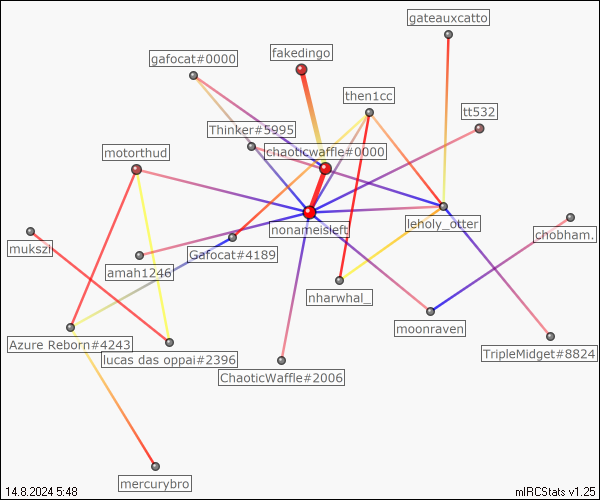 gateauxcatto
fakedingo
gafocat#0000
then1cc
tt532
Thinker#5995
chaoticwaffle#0000
motorthud
leholy_otter
nonameisleft
chobham.
mukszi
Gafocat#4189
amah1246
nharwhal_
moonraven
Azure Reborn#4243
lucas das oppai#2396
TripleMidget#8824
ChaoticWaffle#2006
mercurybro
14.8.2024 5:48
mIRCStats v1.25